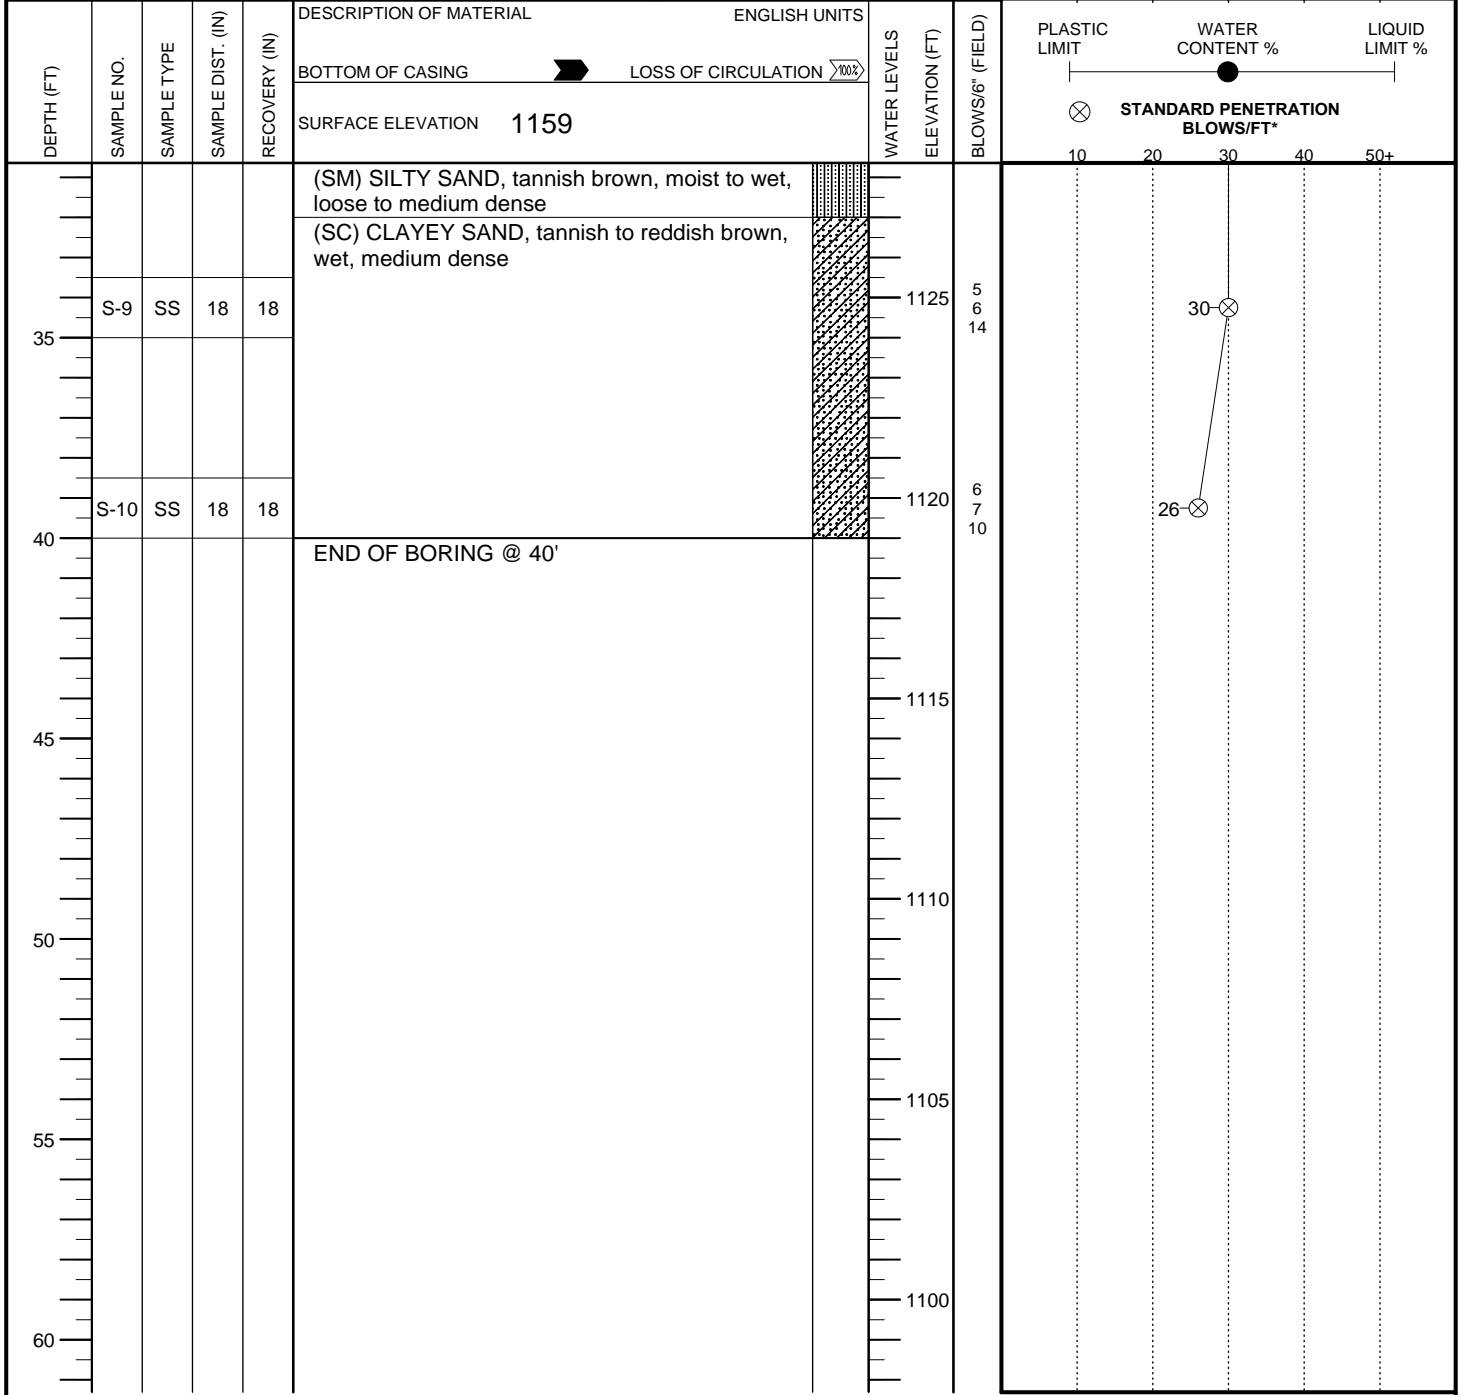 DEPTH (FT)
SAMPLE NO.
SAMPLE TYPE
SAMPLE DIST. (IN)
RECOVERY (IN)
DESCRIPTION OF MATERIAL ENGLISH UNITS
BOTTOM OF CASING LOSS OF CIRCULATION 100%
SURFACE ELEVATION 1159
WATER LEVELS
ELEVATION (FT)
BLOWS/6" (FIELD)
PLASTIC LIMIT
WATER CONTENT %
LIQUID LIMIT %
STANDARD PENETRATION
BLOWS/FT*
10 20 30 40 50+
(SM) SILTY SAND, tannish brown, moist to wet,
loose to medium dense
(SC) CLAYEY SAND, tannish to reddish brown,
wet, medium dense
1125
S-9 SS 18 18
5
6
14
30
35
1120
S-10 SS 18 18
6
7
10
26
40
END OF BORING @ 40'
1115
45
1110
50
1105
55
1100
60